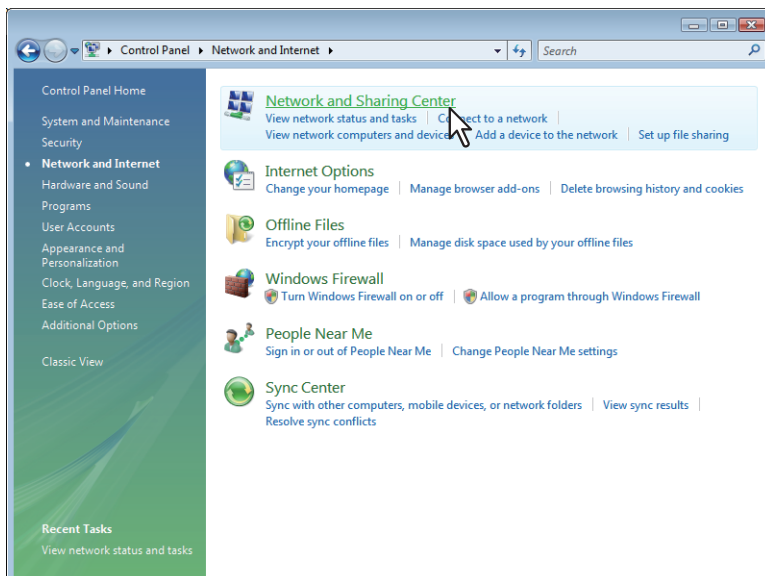 Control Panel Network and Internet Search
Control Panel Home
System and Maintenance
Security
Network and Internet
Hardware and Sound
Programs
User Accounts
Appearance and
Personalization
Clock, Language, and Region
Ease of Access
Additional Options
Classic View
Recent Tasks
View network status and tasks
Network and Sharing Center
View network status and tasks Connect to a network
View network computers and devices Add a device to the network Set up file sharing
Internet Options
Change your homepage Manage browser add-ons Delete browsing history and cookies
Offline Files
Encrypt your offline files Manage disk space used by your offline files
Windows Firewall
Turn Windows Firewall on or off Allow a program through Windows Firewall
People Near Me
Sign in or out of People Near Me Change People Near Me settings
Sync Center
Sync with other computers, mobile devices, or network folders View sync results
Resolve sync conflicts